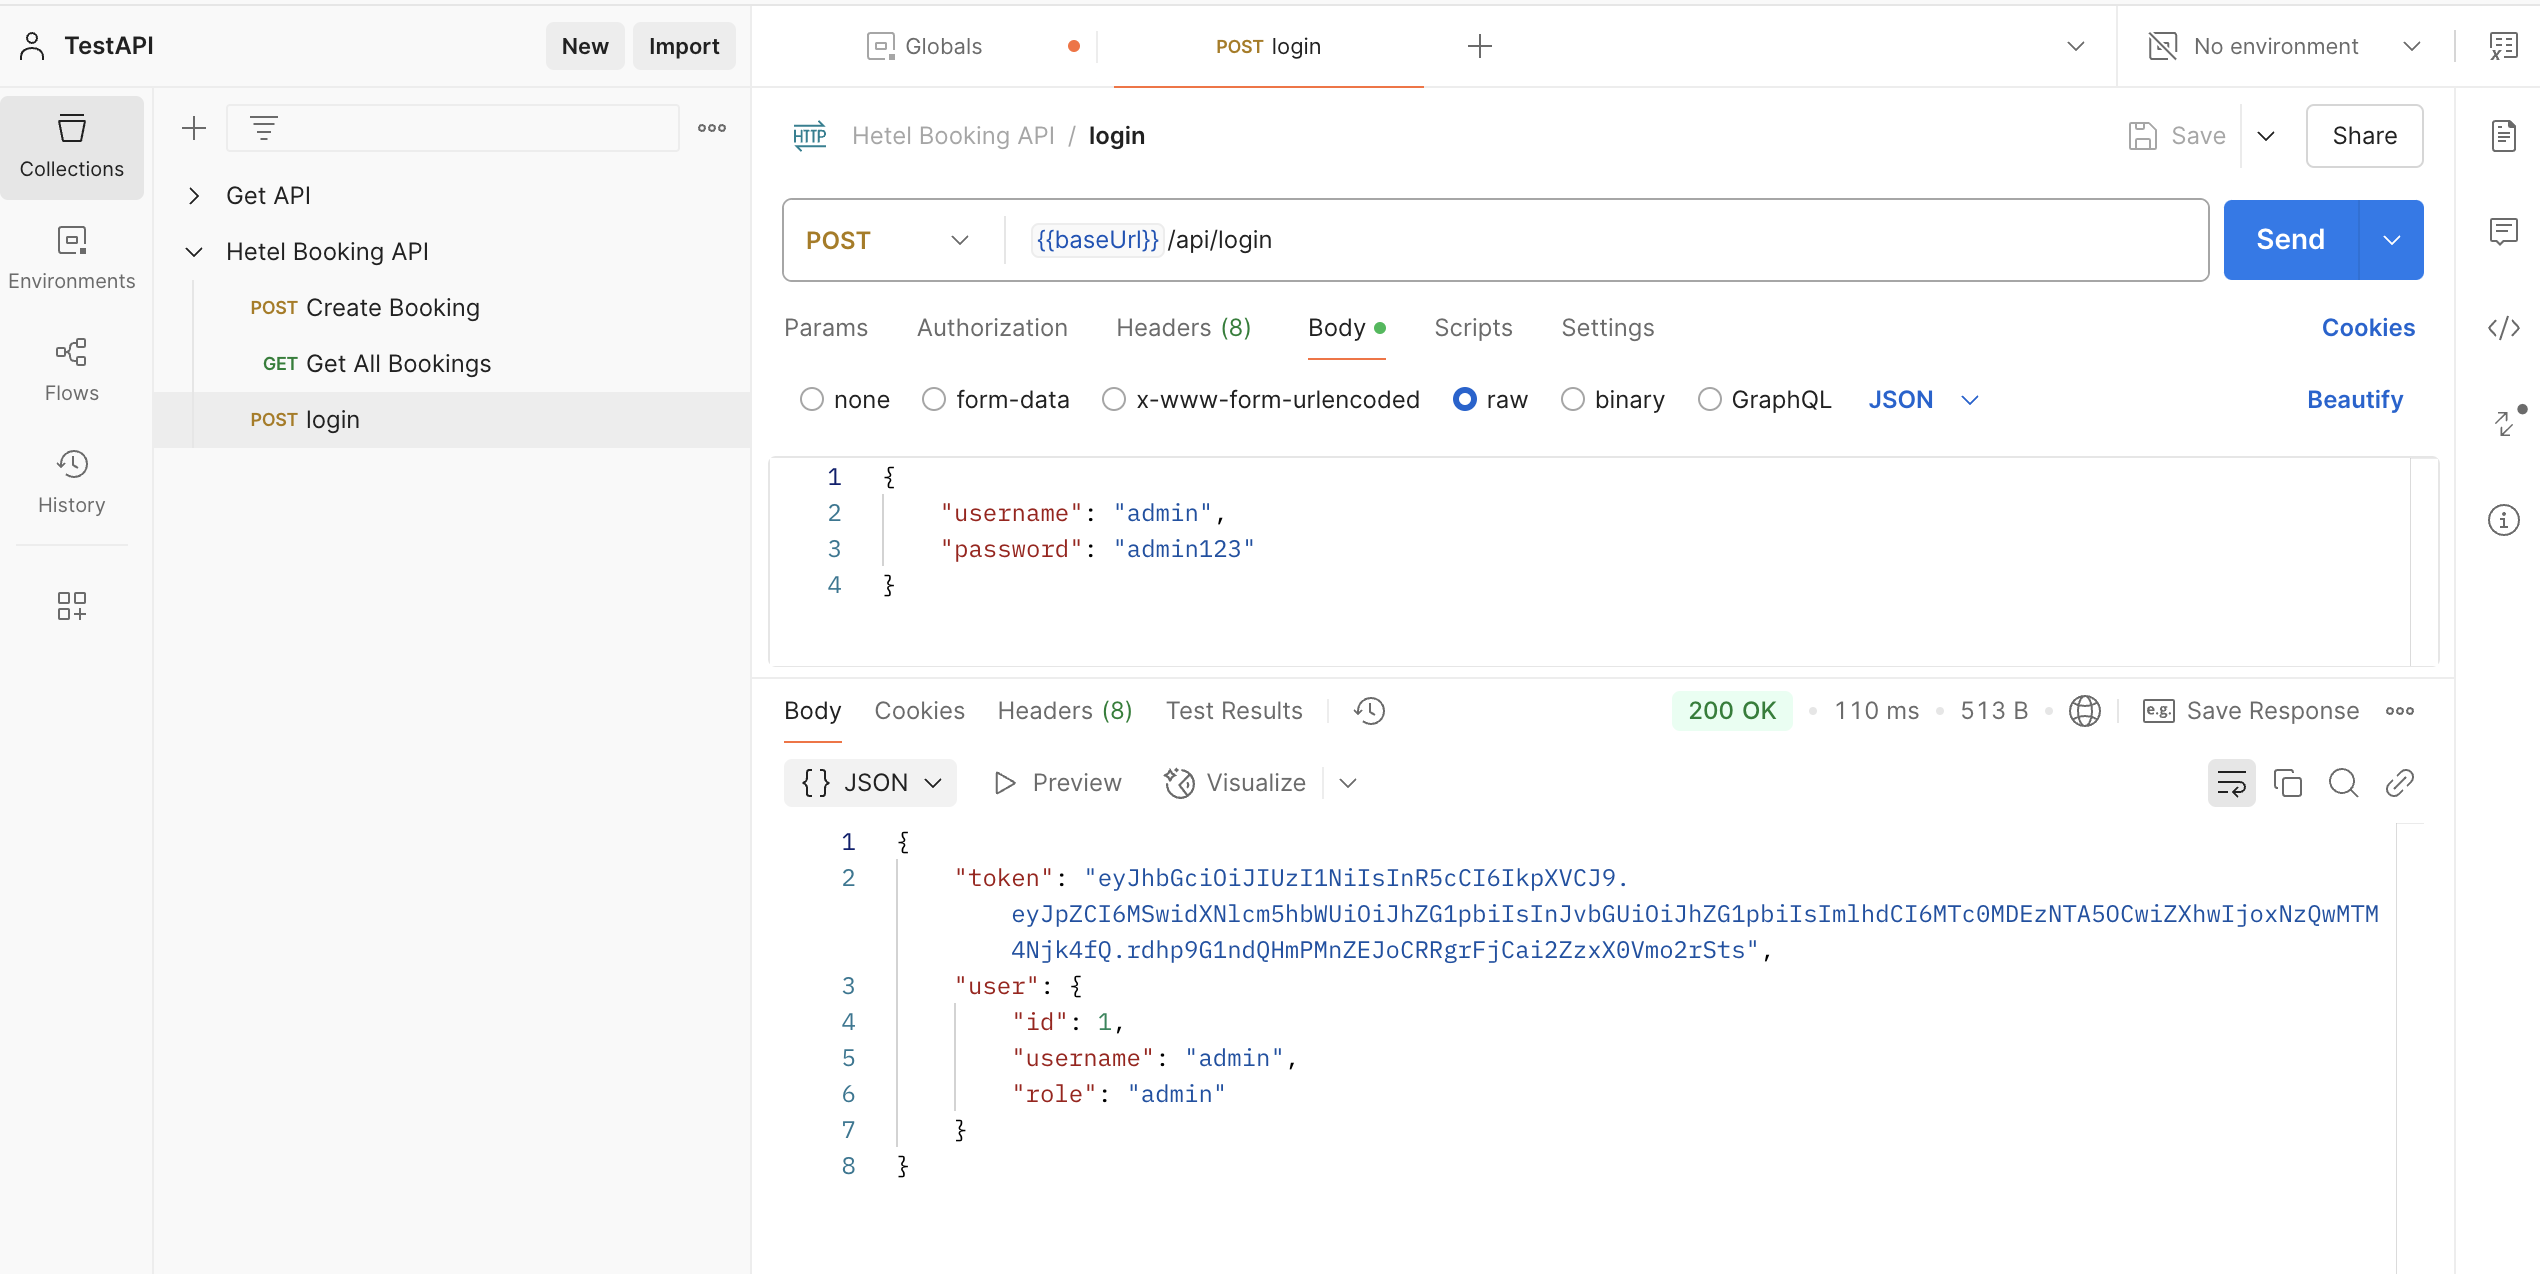 TestAPI
New
Import
Globals
POST login
No environment
Collections
Environments
Flows
History
Get API
Hetel Booking API
POST Create Booking
GET Get All Bookings
POST login
HTTP Hetel Booking API / login
Save
Share
POST
{{baseUrl}}/api/login
Send
Params Authorization Headers (8) Body Scripts Settings Cookies
none form-data x-www-form-urlencoded raw binary GraphQL JSON Beautify
1 {
2 "username": "admin",
3 "password": "admin123"
4 }
Body Cookies Headers (8) Test Results 200 OK • 110 ms • 513 B • e.g. Save Response
{} JSON Preview Visualize
1 {
2 "token": "eyJhbGciOiJIUzI1NiIsInR5cCI6IkpXVCJ9.
eyJpZCI6MSwidXNlcm5hbWUiOiJhZG1pbiIsInJvbGUiOiJhZG1pbiIsImlhdCI6MTc0MDEzNTA5OCwiZXhwIjoxNzQwMTM
4Njk4fQ.rdhp9G1ndQHmPMnZEJoCRRgrFjCai2ZzxX0Vmo2rSts",
3 "user": {
4 "id": 1,
5 "username": "admin",
6 "role": "admin"
7 }
8 }